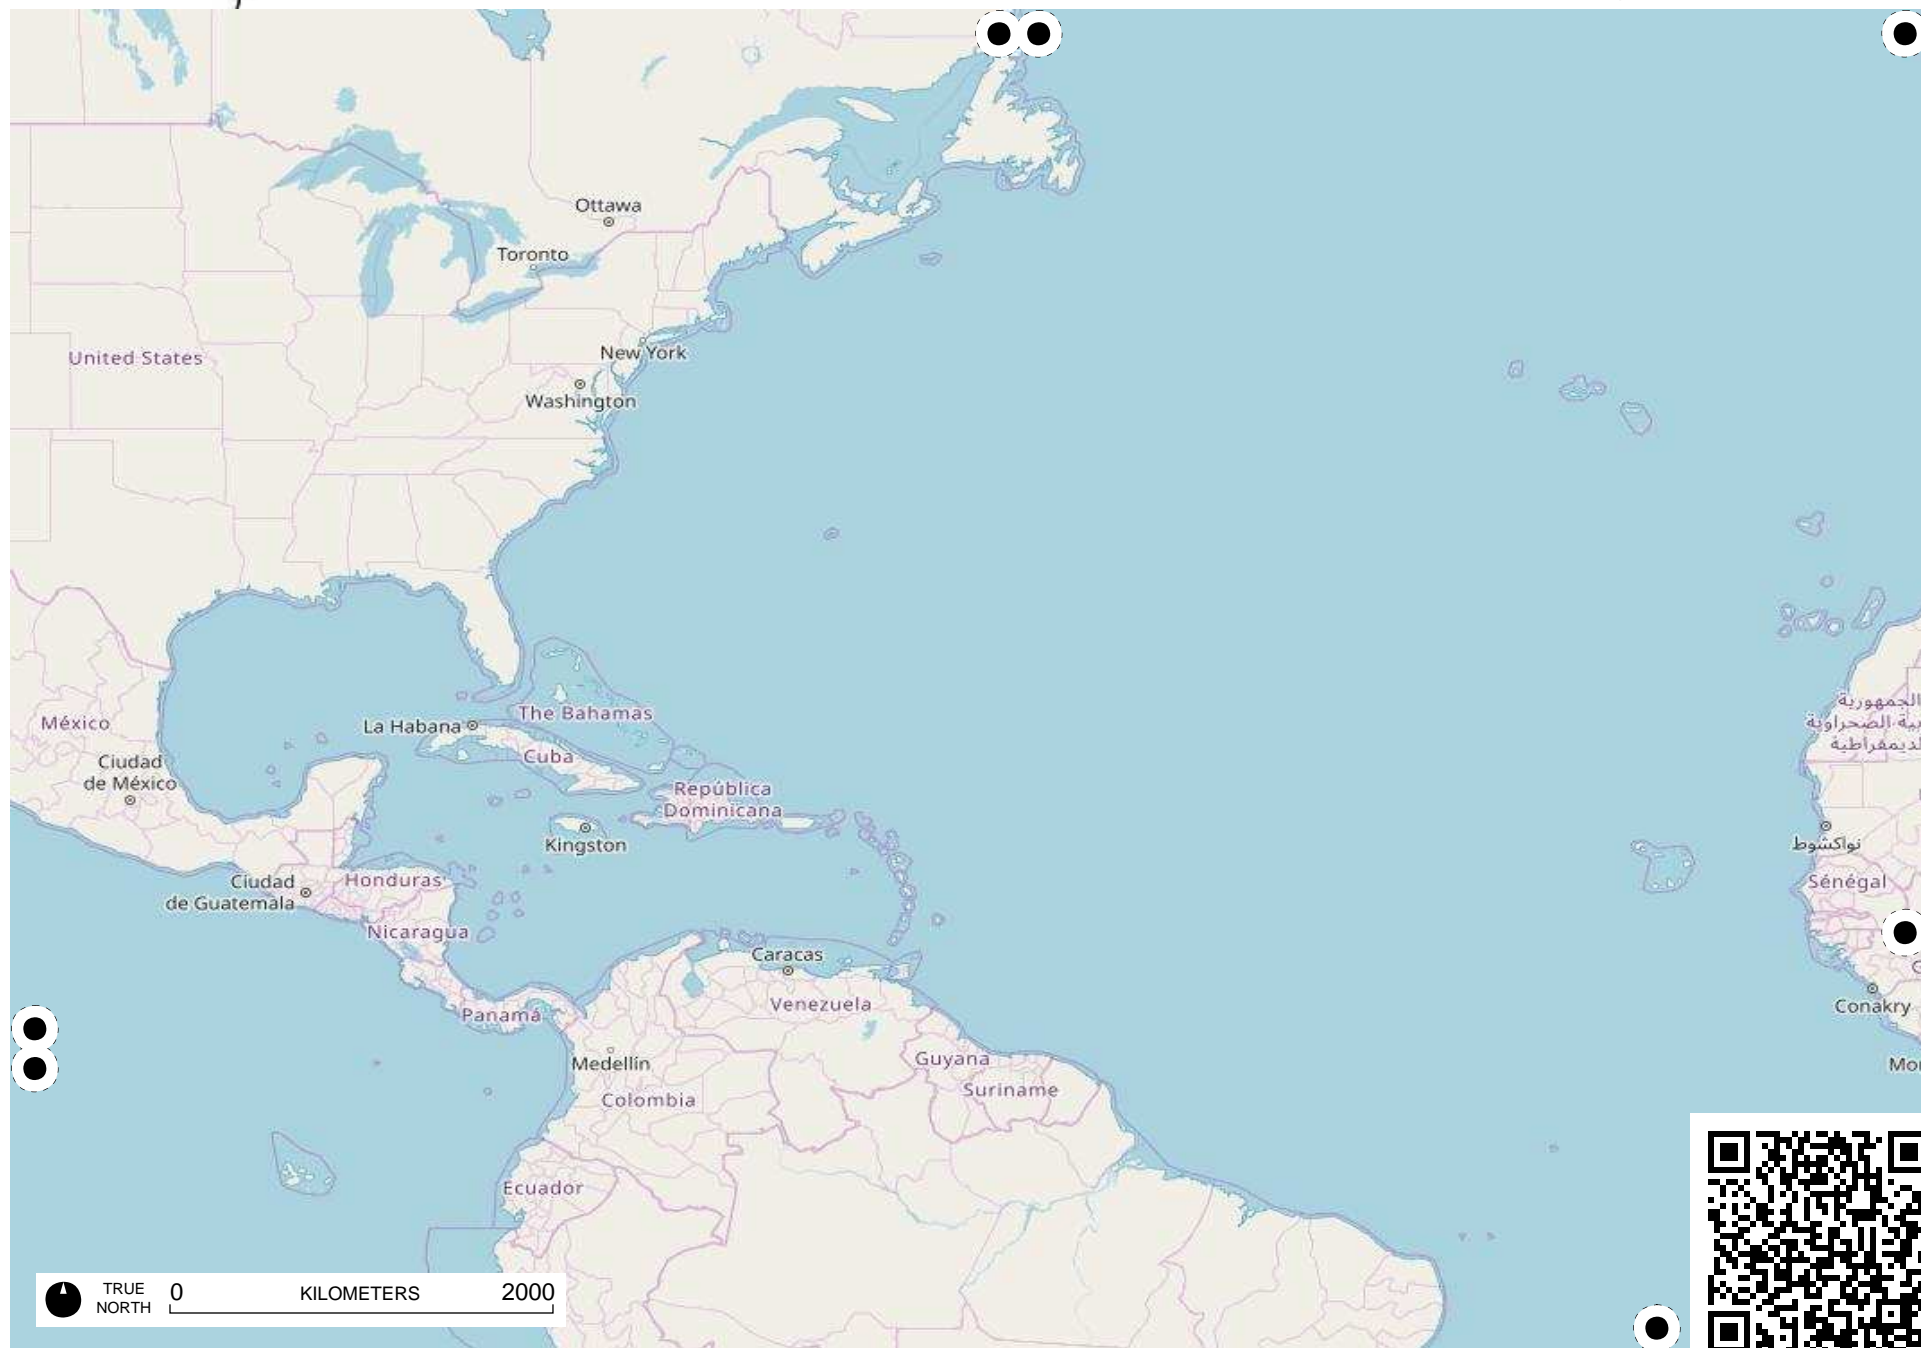 Ottawa
Toronto
New York
United States
Washington
La Habana
The Bahamas
México
Cuba
Ciudad
de México
República
Dominicana
Kingston
نواكشوط
Ciudad
de Guatemala
Honduras
Sénégal
Nicaragua
Caracas
Venezuela
Conakry
Panamá
Medellín
Guyana
Suriname
Colombia
Ecuador
TRUE
NORTH
0 KILOMETERS 2000